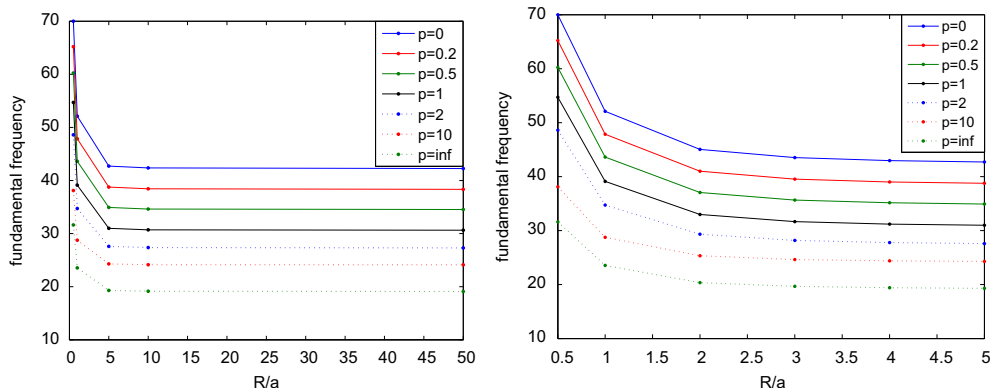 70
60
50
40
30
20
10
fundamental frequency
0 5 10 15 20 25 30 35 40 45 50
R/a
p=0
p=0.2
p=0.5
p=1
p=2
p=10
p=inf
70
60
50
40
30
20
10
fundamental frequency
0.5 1 1.5 2 2.5 3 3.5 4 4.5 5
R/a
p=0
p=0.2
p=0.5
p=1
p=2
p=10
p=inf